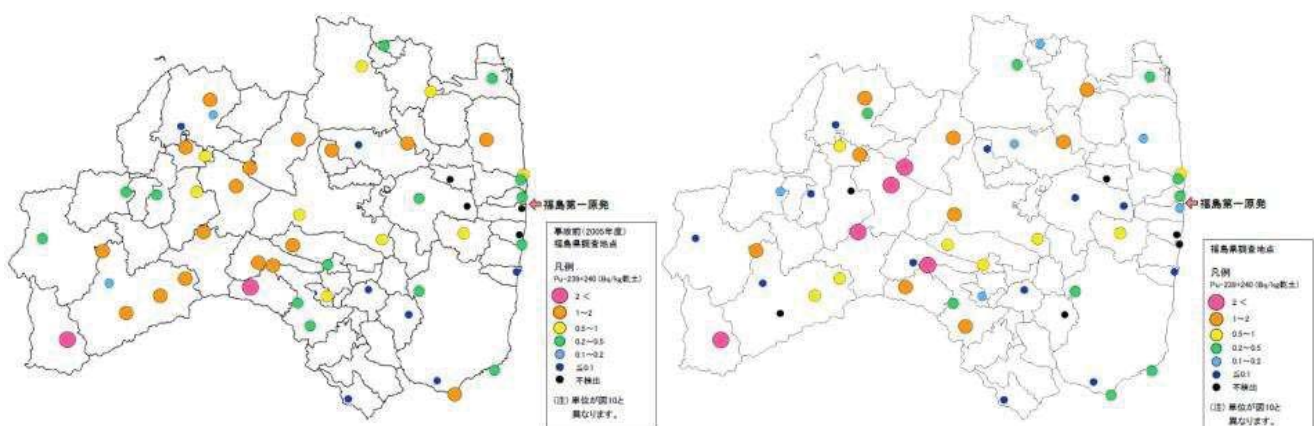 福島第一原発
事故前(2005年度)
福島県調査地点
凡例
Pu-239+240(Bq/kg乾土)
2<
1~2
0.5~1
0.2~0.5
0.1~0.2
≦0.1
不検出
(注) 単位が図10と
異なります。
福島第一原発
福島県調査地点
凡例
Pu-239+240(Bq/kg乾土)
2<
1~2
0.5~1
0.2~0.5
0.1~0.2
≦0.1
不検出
(注) 単位が図10と
異なります。